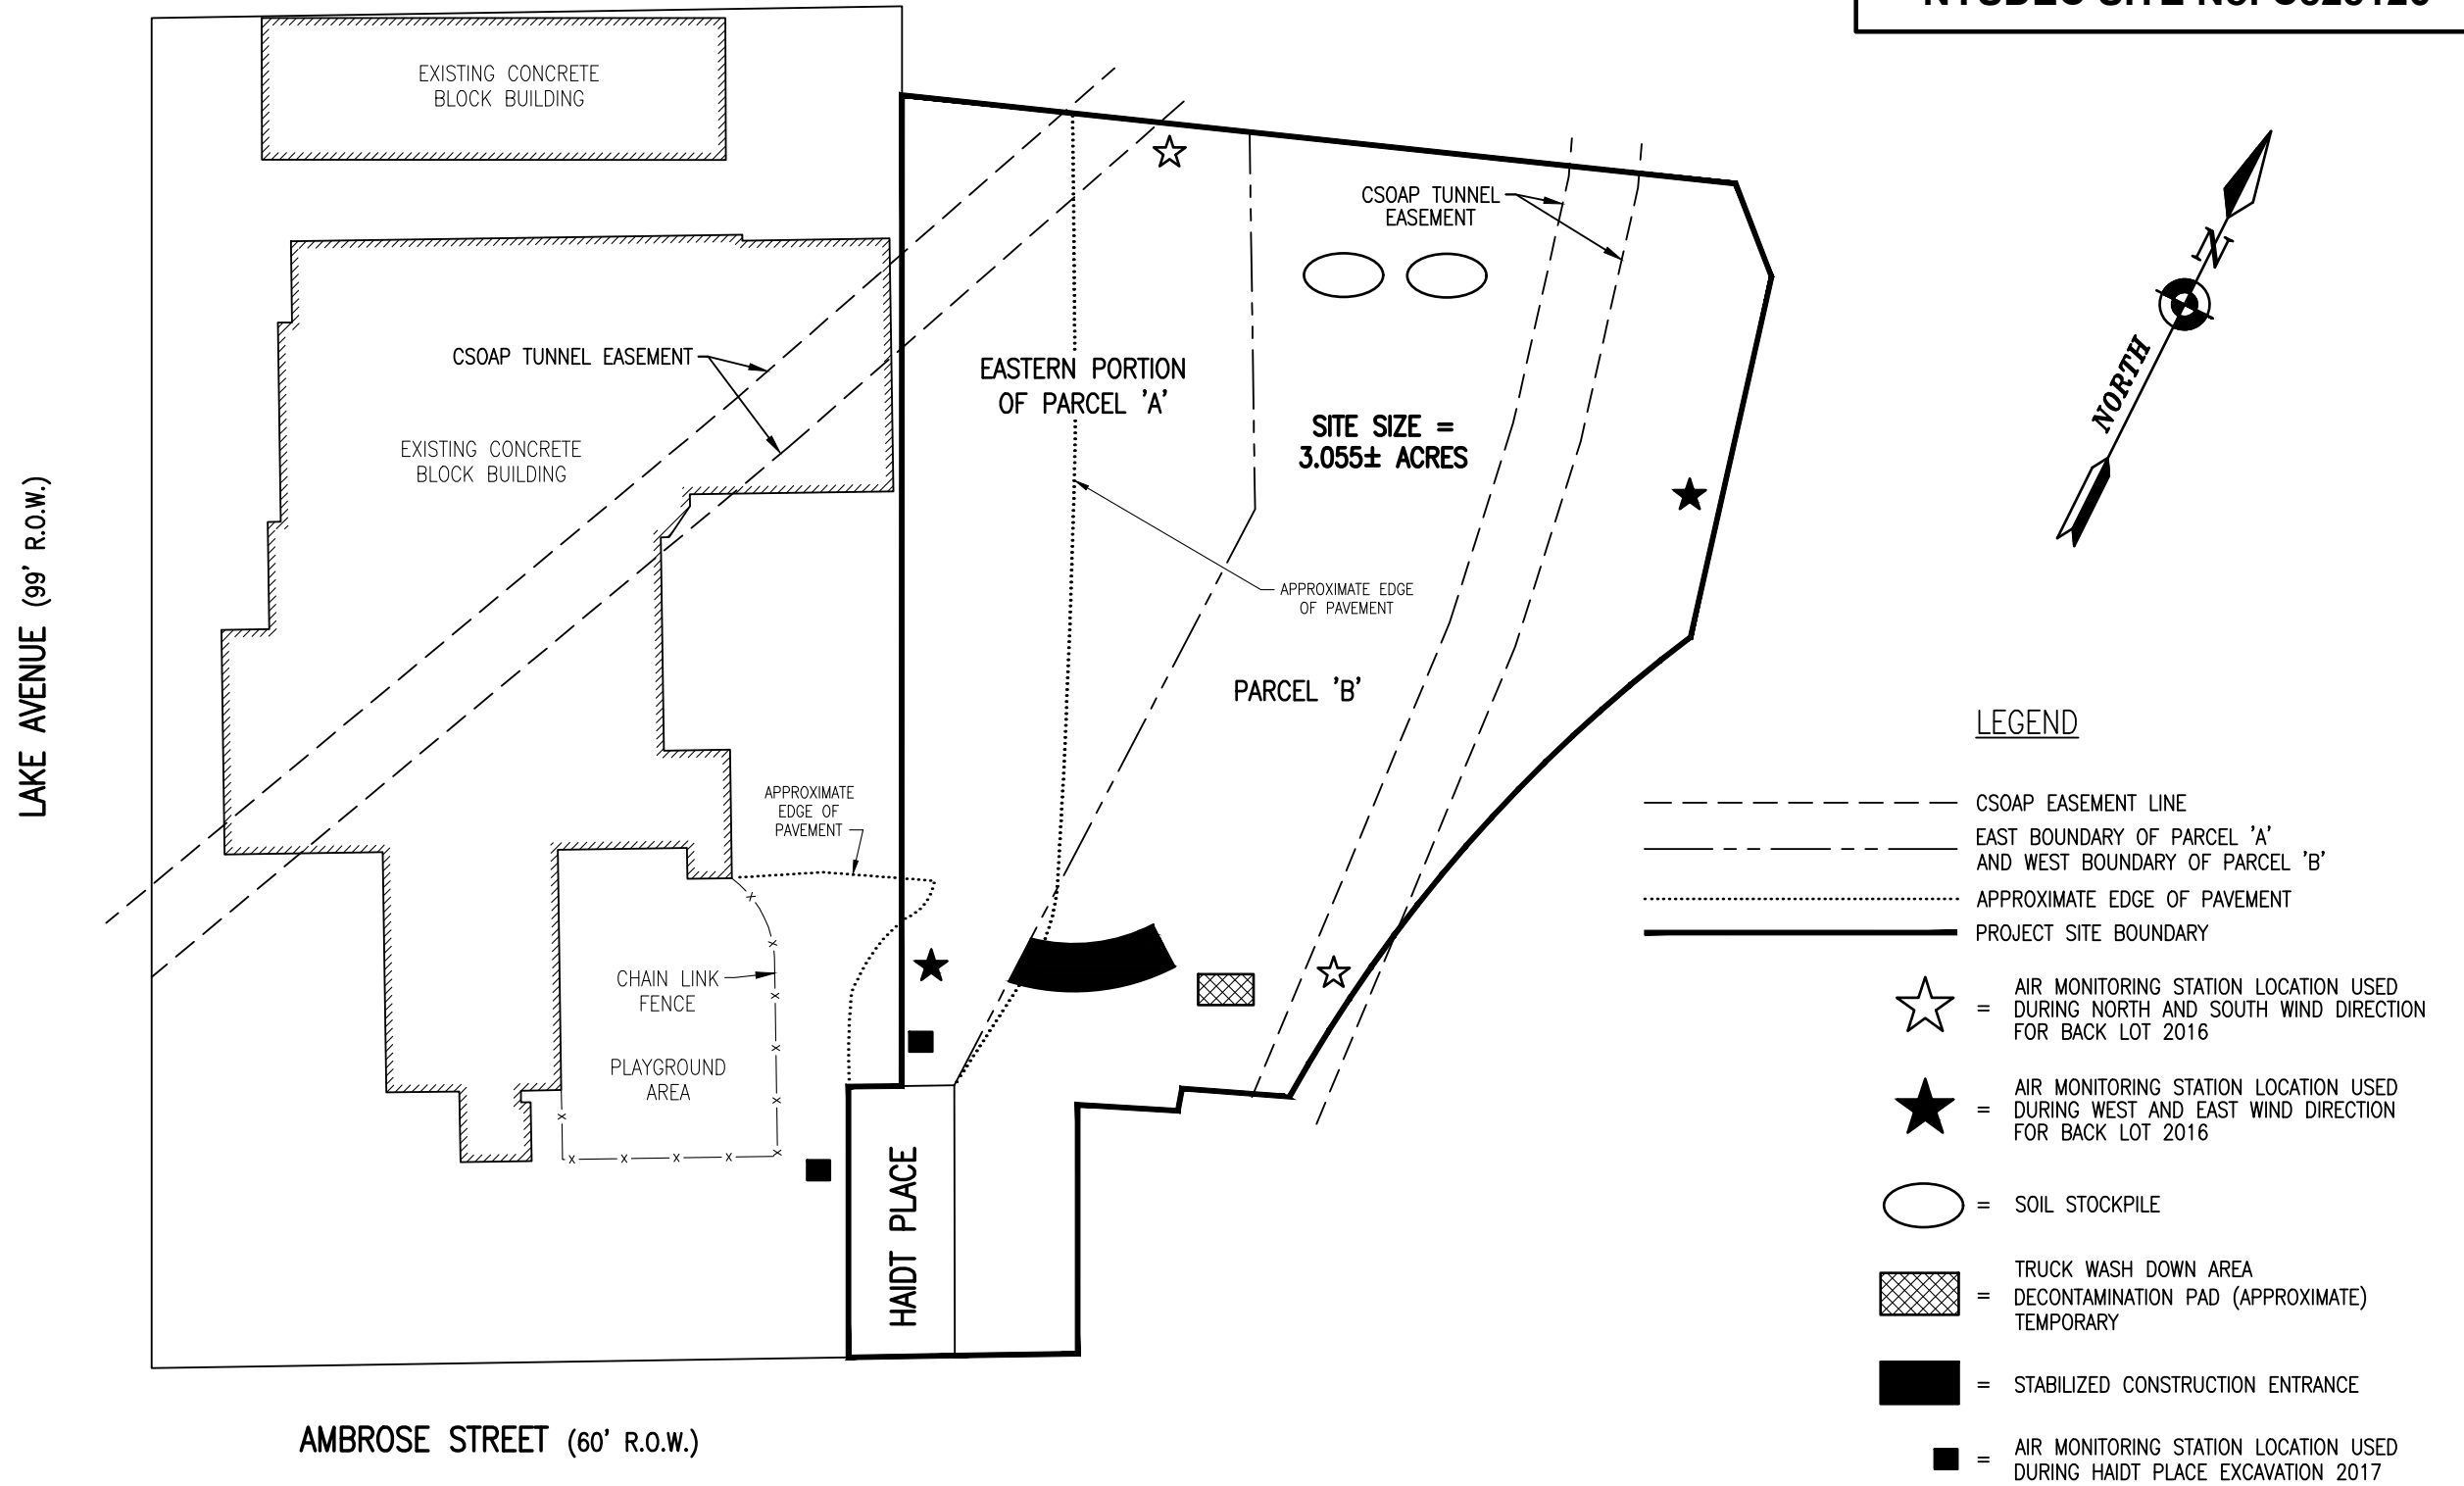 EXISTING CONCRETE
BLOCK BUILDING
CSOAP TUNNEL
EASEMENT
N
NORTH
CSOAP TUNNEL EASEMENT
EASTERN PORTION
OF PARCEL 'A'
SITE SIZE =
3.055± ACRES
EXISTING CONCRETE
BLOCK BUILDING
LAKE AVENUE (99' R.O.W.)
APPROXIMATE EDGE
OF PAVEMENT
PARCEL 'B'
APPROXIMATE
EDGE OF
PAVEMENT
CHAIN LINK
FENCE
PLAYGROUND
AREA
HAIDT PLACE
AMBROSE STREET (60' R.O.W.)
LEGEND
CSOAP EASEMENT LINE
EAST BOUNDARY OF PARCEL 'A'
AND WEST BOUNDARY OF PARCEL 'B'
APPROXIMATE EDGE OF PAVEMENT
PROJECT SITE BOUNDARY
= AIR MONITORING STATION LOCATION USED
DURING NORTH AND SOUTH WIND DIRECTION
FOR BACK LOT 2016
= AIR MONITORING STATION LOCATION USED
DURING WEST AND EAST WIND DIRECTION
FOR BACK LOT 2016
= SOIL STOCKPILE
= TRUCK WASH DOWN AREA
DECONTAMINATION PAD (APPROXIMATE)
TEMPORARY
= STABILIZED CONSTRUCTION ENTRANCE
= AIR MONITORING STATION LOCATION USED
DURING HAIDT PLACE EXCAVATION 2017